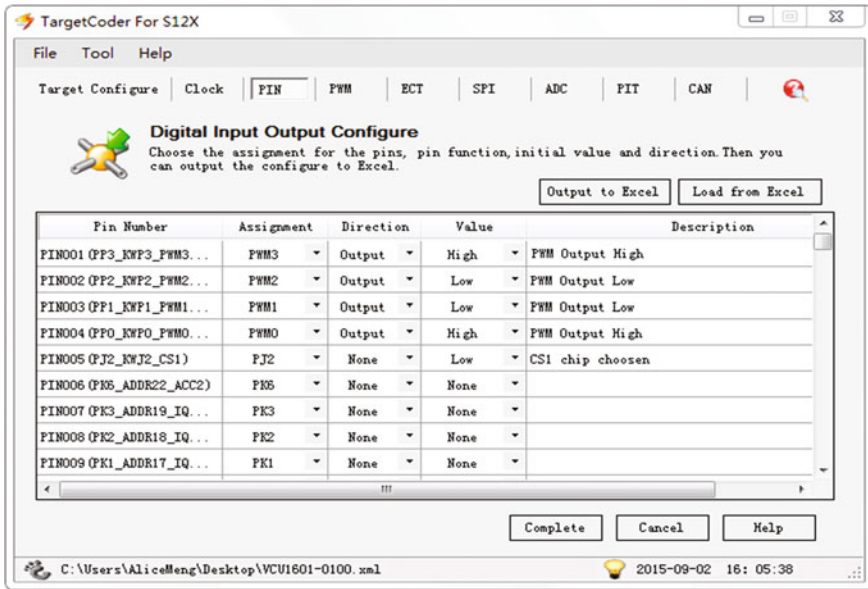 TargetCoder For S12X
File Tool Help
Target Configure Clock PIN PWM ECT SPI ADC PIT CAN
Digital Input Output Configure
Choose the assignment for the pins, pin function, initial value and direction. Then you
can output the configure to Excel.
Output to Excel Load from Excel
Pin Number Assignment Direction Value Description
PIN001 (PP3_KWP3_PWM3... PWM3 Output High PWM Output High
PIN002 (PP2_KWP2_PWM2... PWM2 Output Low PWM Output Low
PIN003 (PP1_KWP1_PWM1... PWM1 Output Low PWM Output Low
PIN004 (PP0_KWP0_PWM0... PWM0 Output High PWM Output High
PIN005 (PJ2_KWJ2_CS1) PJ2 None Low CS1 chip choosen
PIN006 (PK6_ADDR22_ACC2) PK6 None None
PIN007 (PK3_ADDR19_IQ... PK3 None None
PIN008 (PK2_ADDR18_IQ... PK2 None None
PIN009 (PK1_ADDR17_IQ... PK1 None None
Complete Cancel Help
C:\Users\AliceMeng\Desktop\VCU1601-0100.xml 2015-09-02 16: 05:38